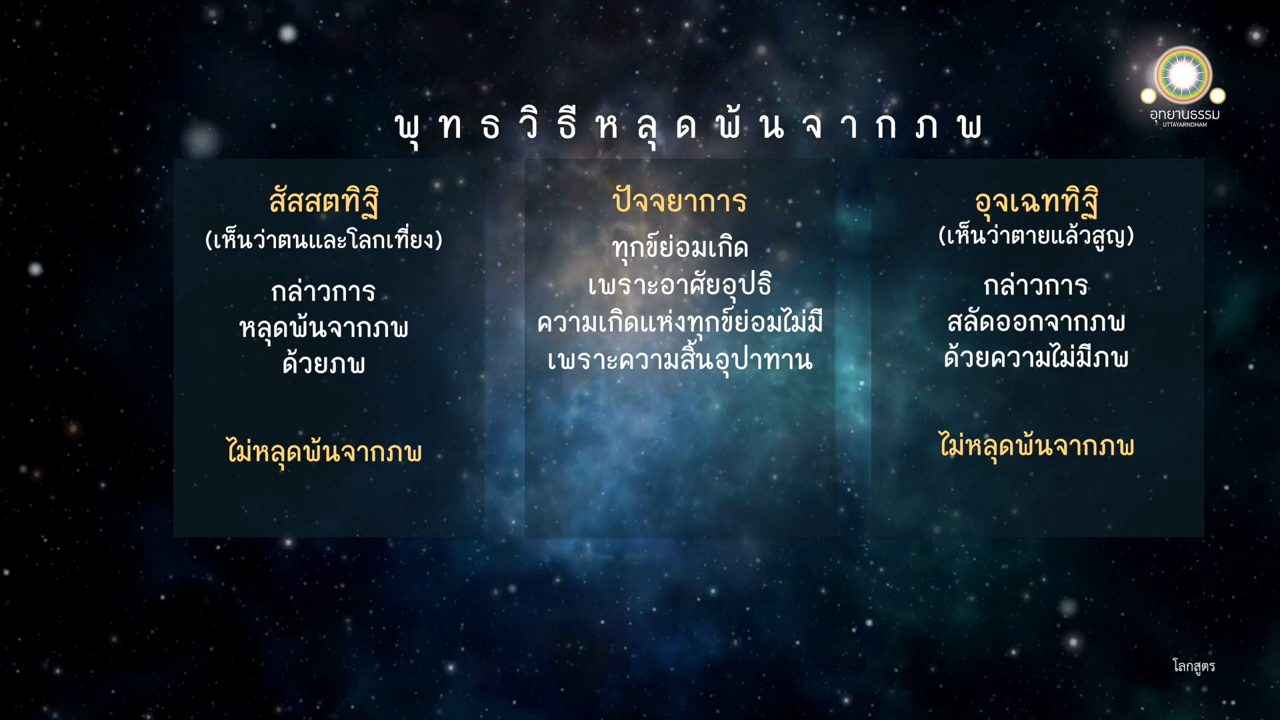 อุทยานธรรม
UTTAYARNDHAM
พุทธวิธีหลุดพ้นจากภพ
สัสสตทิฐิ
(เห็นว่าตนและโลกเที่ยง)
กล่าวการ
หลุดพ้นจากภพ
ด้วยภพ
ไม่หลุดพ้นจากภพ
ปัจจยาการ
ทุกข์ย่อมเกิด
เพราะอาศัยอุปธิ
ความเกิดแห่งทุกข์ย่อมไม่มี
เพราะความสิ้นอุปาทาน
อุจเฉททิฐิ
(เห็นว่าตายแล้วสูญ)
กล่าวการ
สลัดออกจากภพ
ด้วยความไม่มีภพ
ไม่หลุดพ้นจากภพ
โลกสูตร